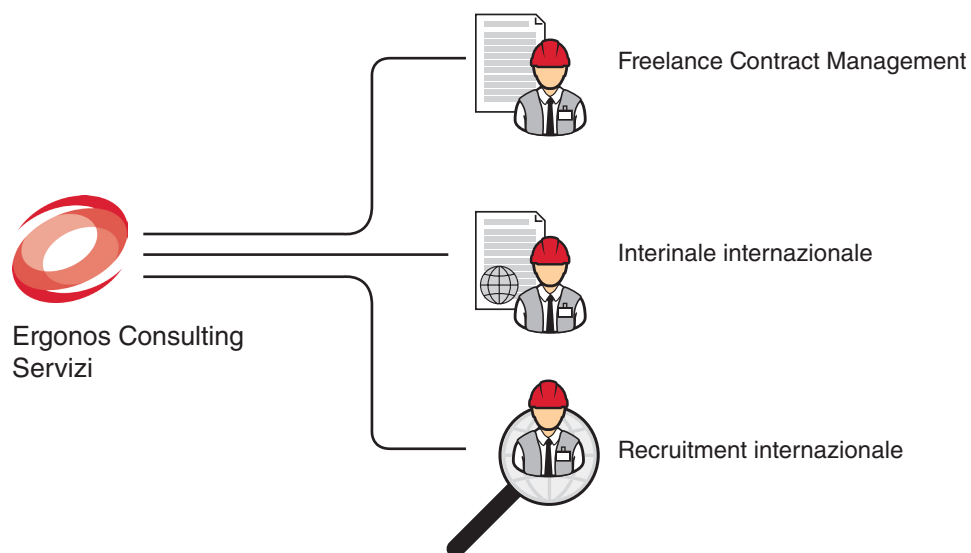 Freelance Contract Management
Interinale internazionale
Ergonos Consulting
Servizi
Recruitment internazionale